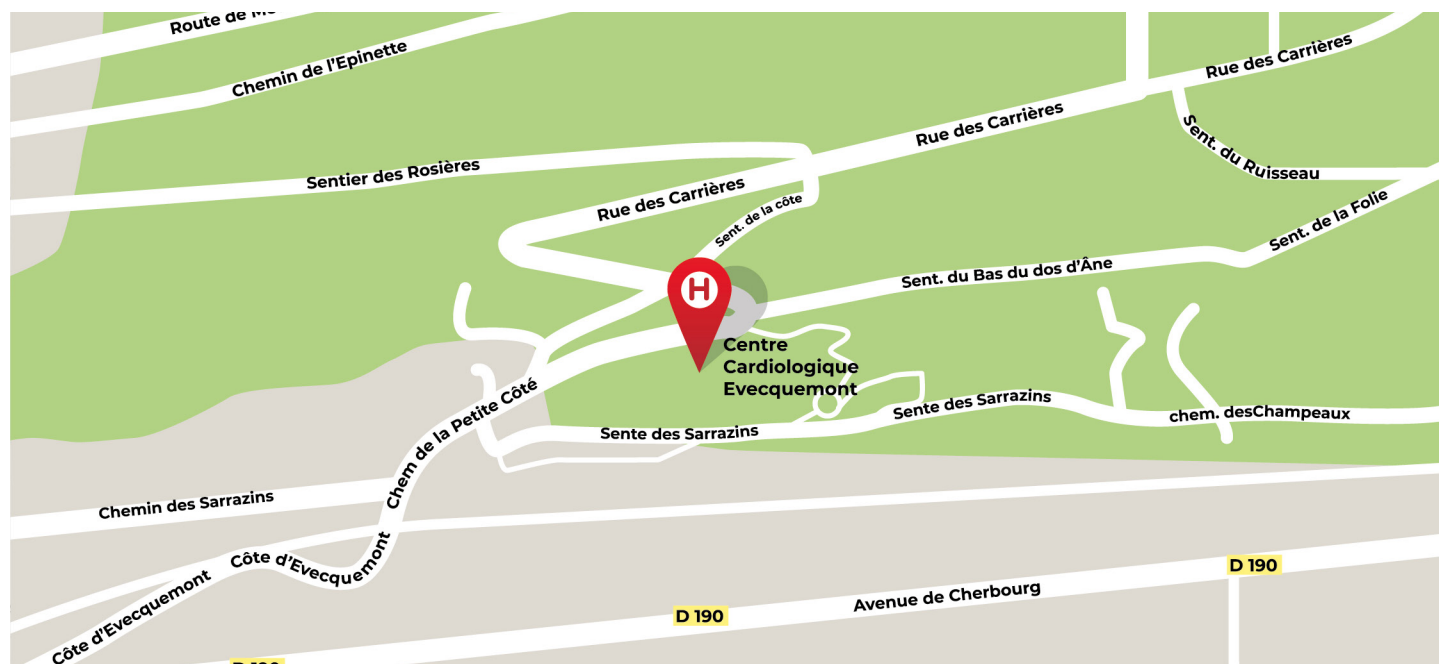 Route de
Chemin de l'Epinette
Rue des Carrières
Rue des Carrières
Sent. du Ruisseau
Sentier des Rosières
Rue des Carrières
Sent. de la côte
Sent. de la Folie
Sent. du Bas du dos d'Âne
H
Centre
Cardiologique
Evecquemont
Chem de la Petite Côté
Sente des Sarrazins
Sente des Sarrazins
chem. desChampeaux
Chemin des Sarrazins
Côte d'Evecquemont
Côte d'Evecquemont
D 190
Avenue de Cherbourg
D 190
D 190